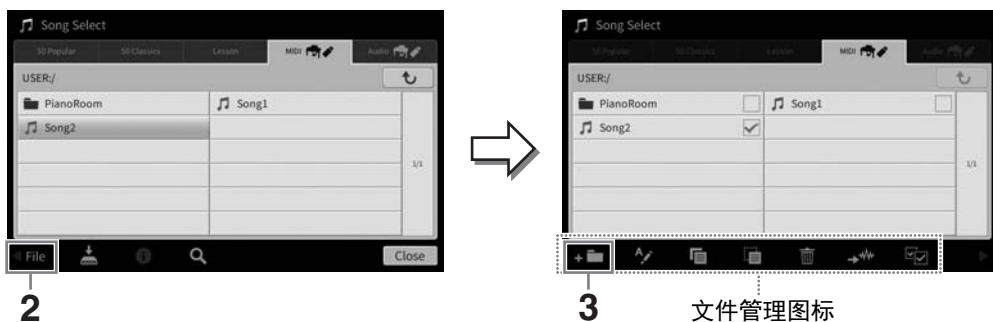 Song Select
50 Popular 50 Classics Lesson MIDI Audio
USER:/
PianoRoom Song1
Song2
1/1
File Close
2
Song Select
50 Popular 50 Classics Lesson MIDI Audio
USER:/
PianoRoom Song1
Song2
1/1
3
文件管理图标